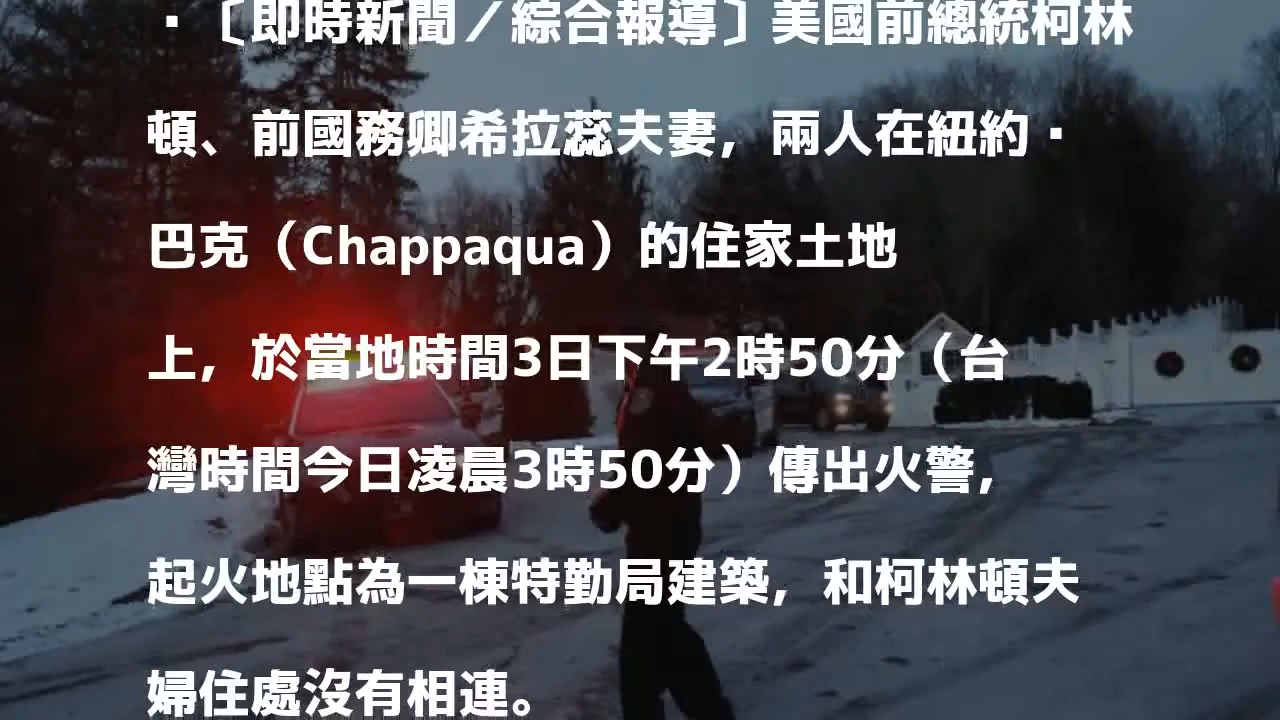 ▪〔即時新聞／綜合報導〕美國前總統柯林
頓、前國務卿希拉蕊夫妻，兩人在紐約▪
巴克（Chappaqua）的住家土地
上，於當地時間3日下午2時50分（台
灣時間今日凌晨3時50分）傳出火警，
起火地點為一棟特勤局建築，和柯林頓夫
婦住處沒有相連。